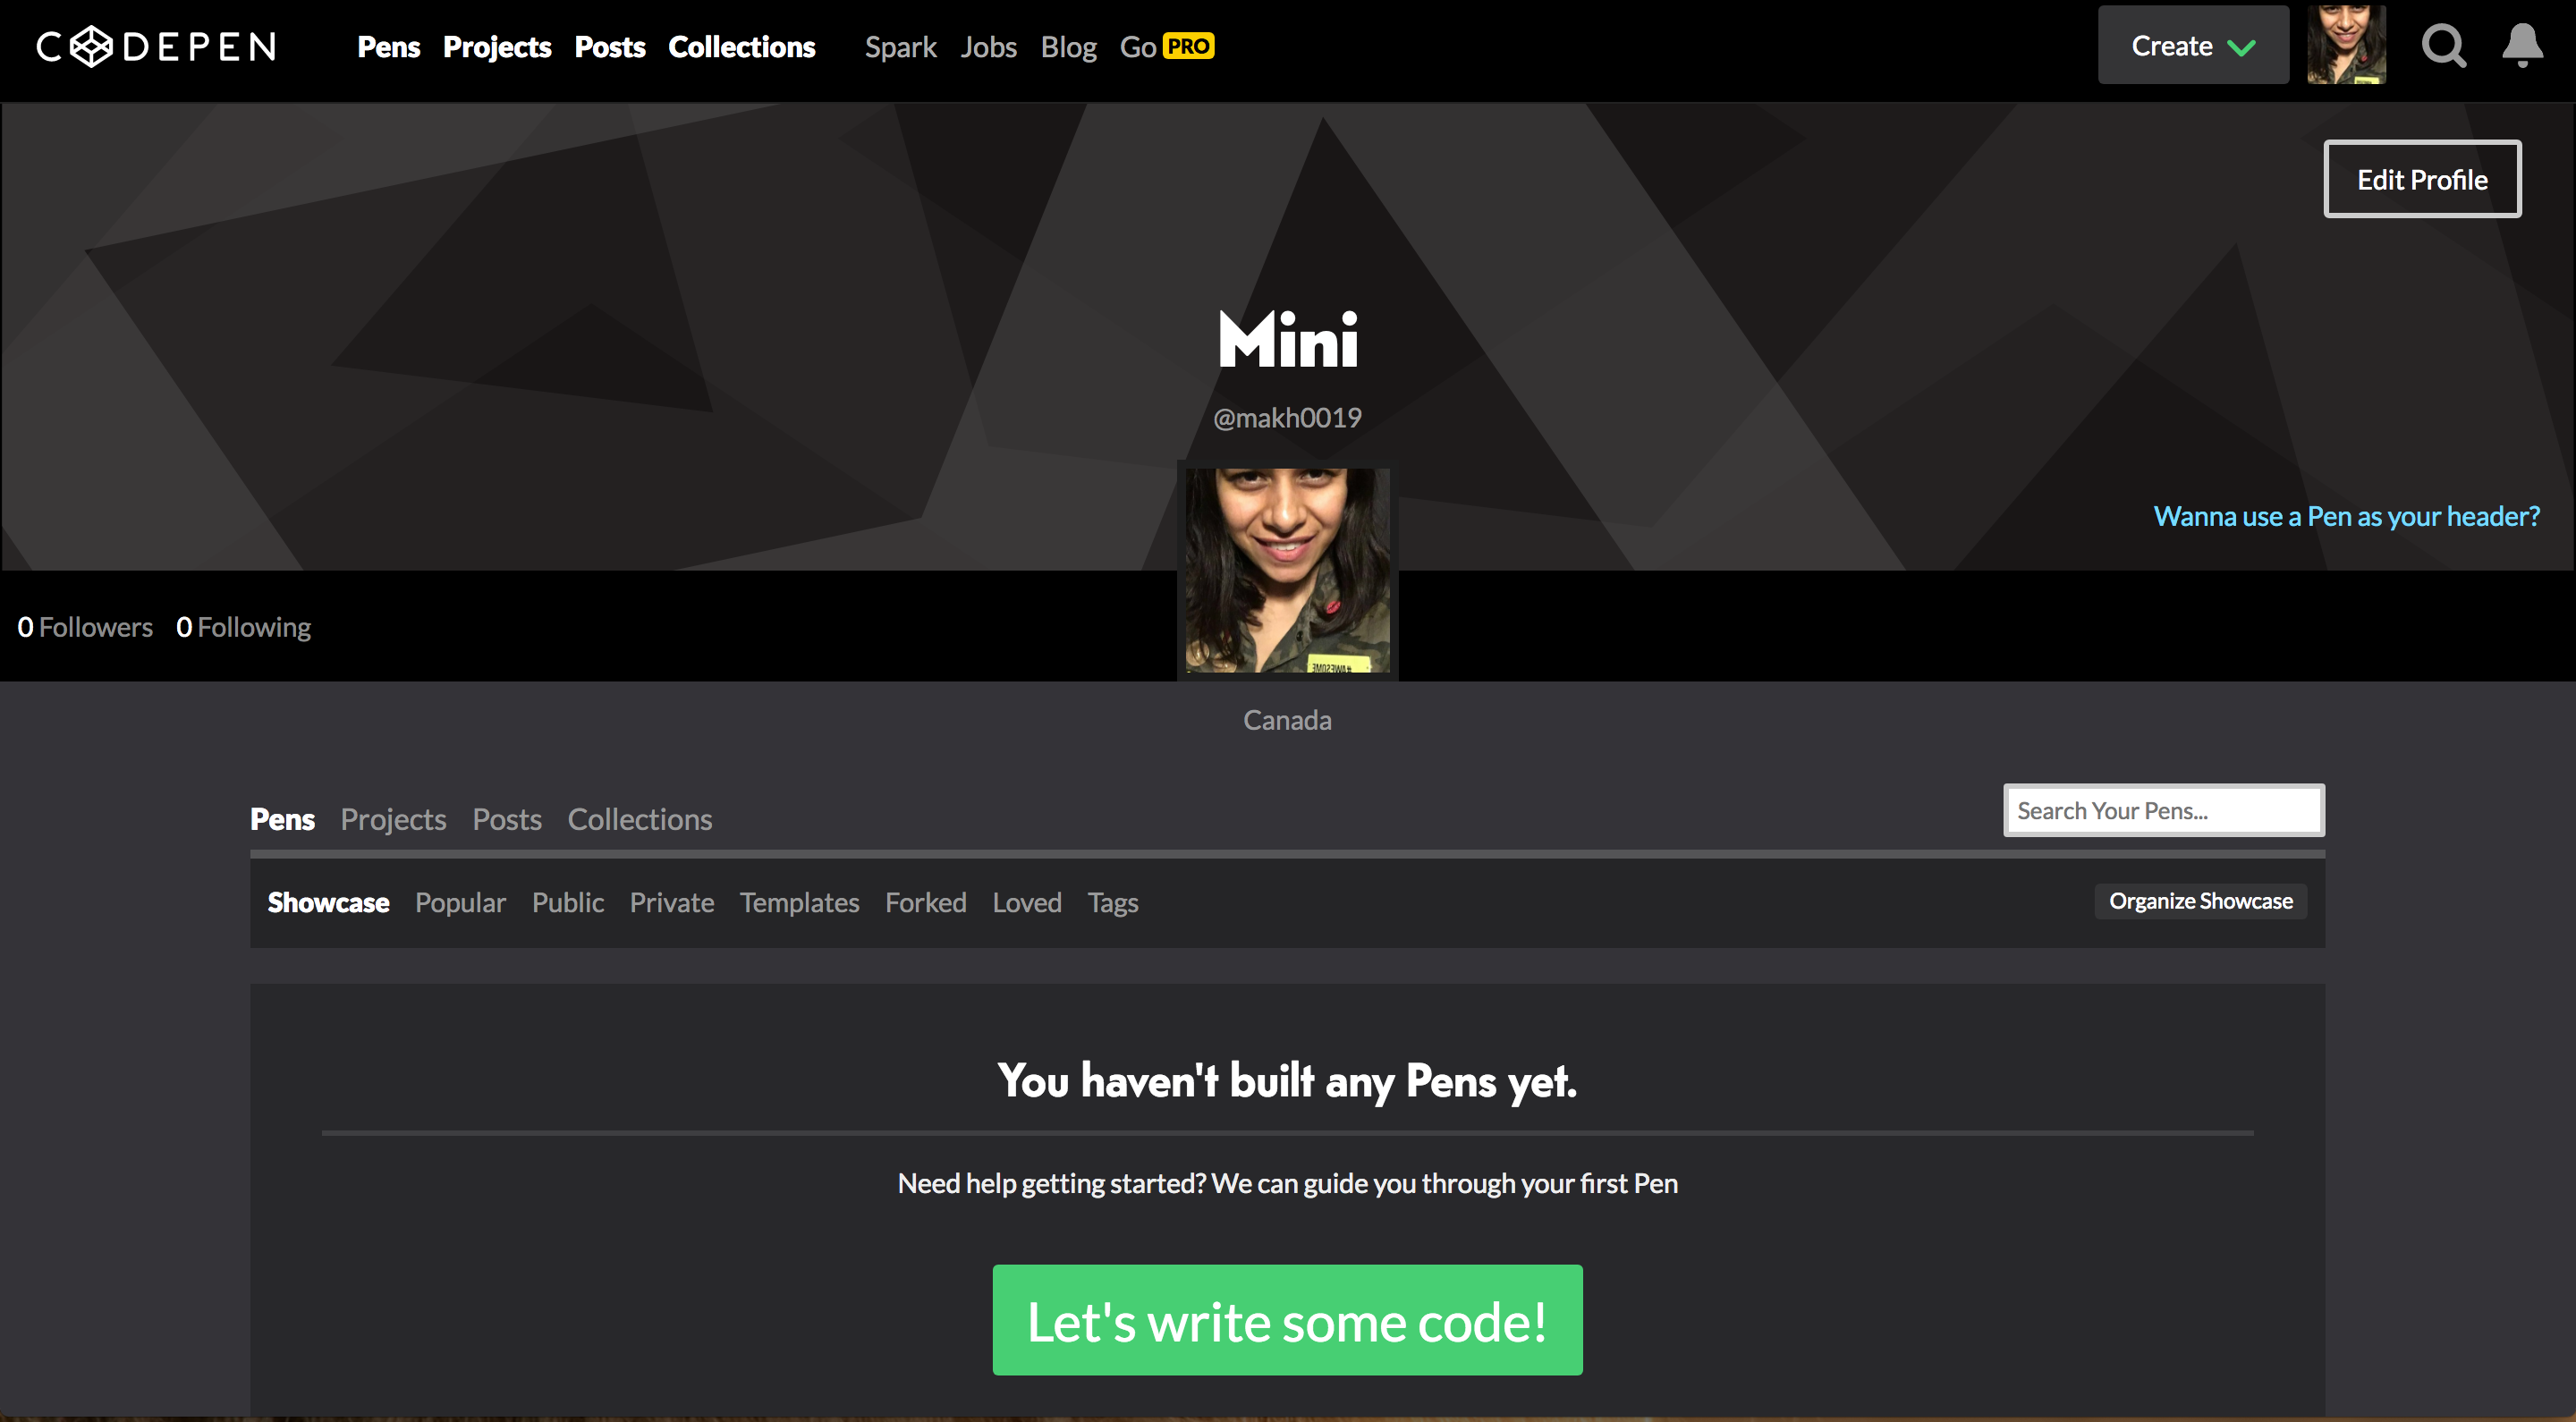 CODEPEN Pens Projects Posts Collections Spark Jobs Blog Go PRO Create
Edit Profile
Mini
@makh0019
Wanna use a Pen as your header?
#AWESOME
0 Followers 0 Following
Canada
Pens Projects Posts Collections Search Your Pens...
Showcase Popular Public Private Templates Forked Loved Tags Organize Showcase
You haven't built any Pens yet.
Need help getting started? We can guide you through your first Pen
Let's write some code!